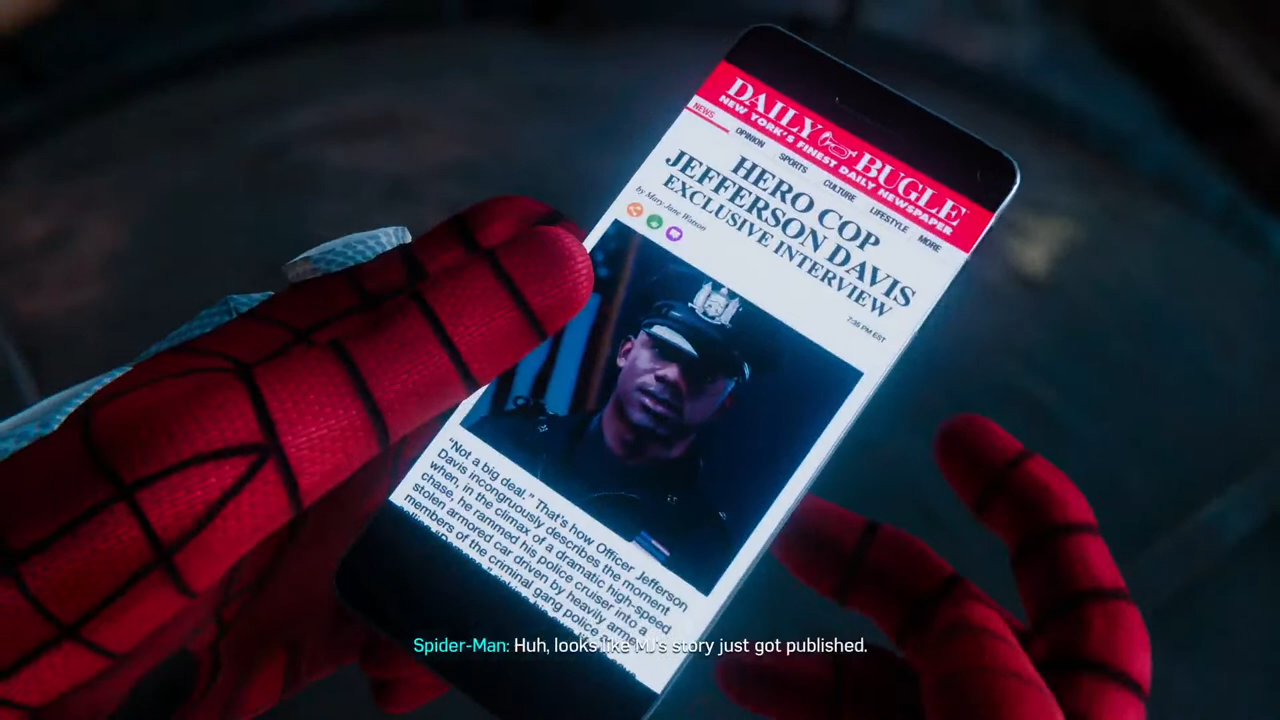 DAILY BUGLE
NEW YORK'S FINEST DAILY NEWSPAPER
NEWS
OPINION
SPORTS
CULTURE
LIFESTYLE
MORE
HERO COP
JEFFERSON DAVIS
EXCLUSIVE INTERVIEW
by Mary-Jane Watson
7:35 PM EST
"Not a big deal." That's how Officer Jefferson
Davis incongruously describes the moment
when, in the climax of a dramatic high-speed
chase, he rammed his police cruiser into a
stolen armored car driven by heavily
members of the criminal gang police
Spider-Man: Huh, looks like MJ's story just got published.